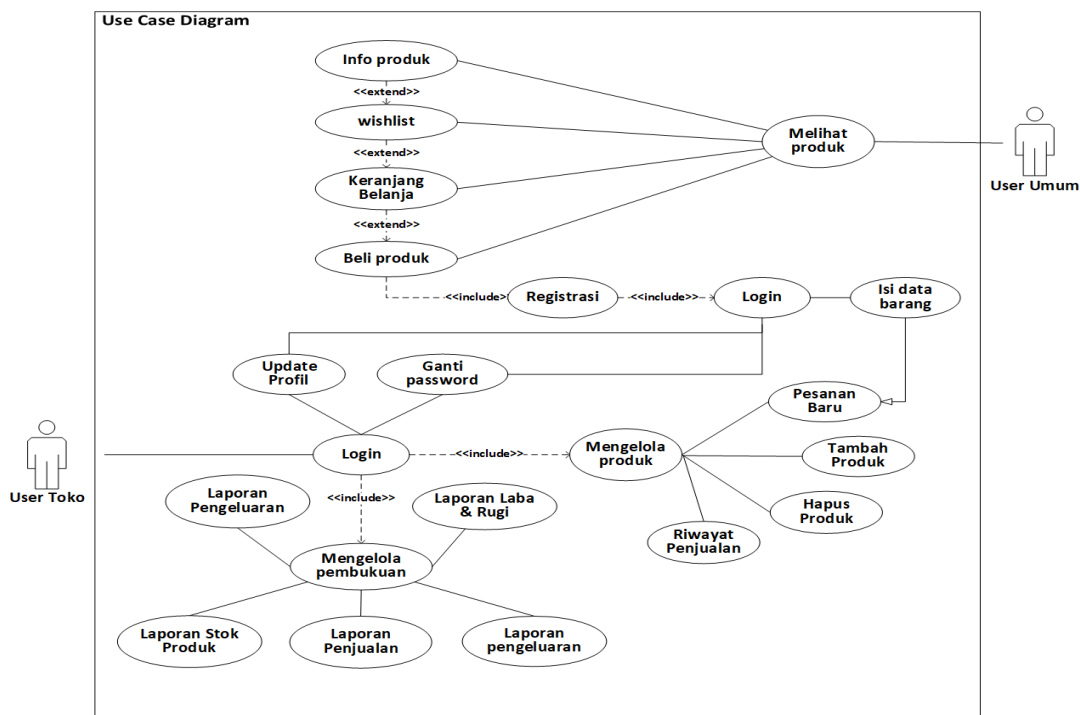 Use Case Diagram
Info produk
<<extend>>
wishlist
<<extend>>
Keranjang
Belanja
<<extend>>
Beli produk
Melihat
produk
User Umum
<<include>
Registrasi
<<include>>
Login
Isi data
barang
Update
Profil
Ganti
password
Pesanan
Baru
Login
<<include>>
Mengelola
produk
Tambah
Produk
User Toko
Laporan
Pengeluaran
<<include>>
Laporan Laba
& Rugi
Hapus
Produk
Riwayat
Penjualan
Mengelola
pembukuan
Laporan Stok
Produk
Laporan
Penjualan
Laporan
pengeluaran